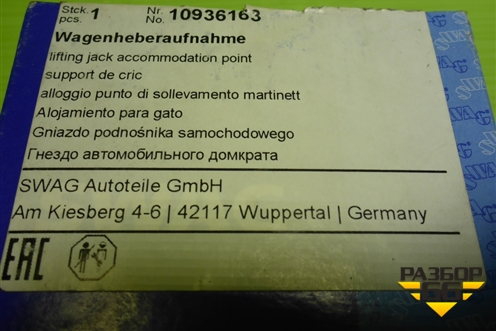 Stck. 1 Nr. 10936163
pcs. No.
Wagenheberaufnahme
lifting jack accommodation point
support de cric
alloggio punto di sollevamento martinett
Alojamiento para gato
Gniazdo podnośnika samochodowego
Гнездо автомобильного домкрата
SWAG Autoteile GmbH
Am Kiesberg 4-6 | 42117 Wuppertal | Germany
EAC
РАЗБОР
66
SWAG